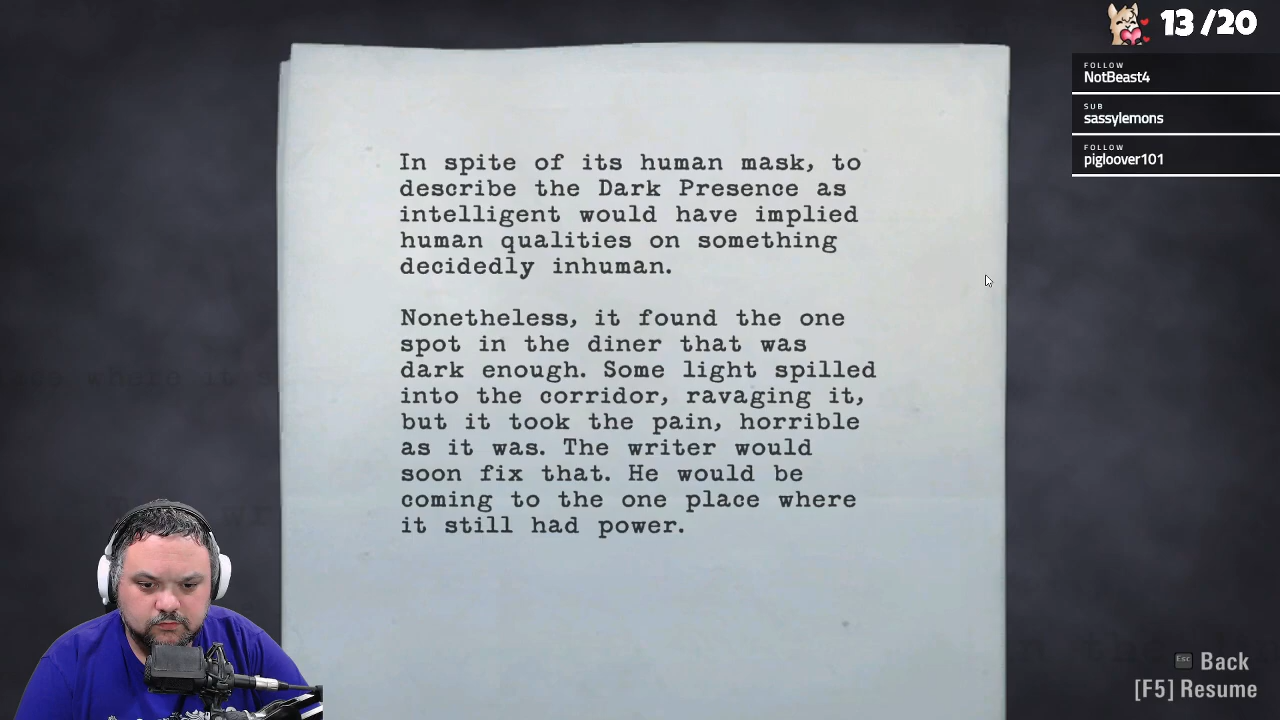 13/20
FOLLOW
NotBeast4
SUB
sassylemons
FOLLOW
pigloover101
In spite of its human mask, to
describe the Dark Presence as
intelligent would have implied
human qualities on something
decidedly inhuman.
Nonetheless, it found the one
spot in the diner that was
dark enough. Some light spilled
into the corridor, ravaging it,
but it took the pain, horrible
as it was. The writer would
soon fix that. He would be
coming to the one place where
it still had power.
Esc Back
[F5] Resume